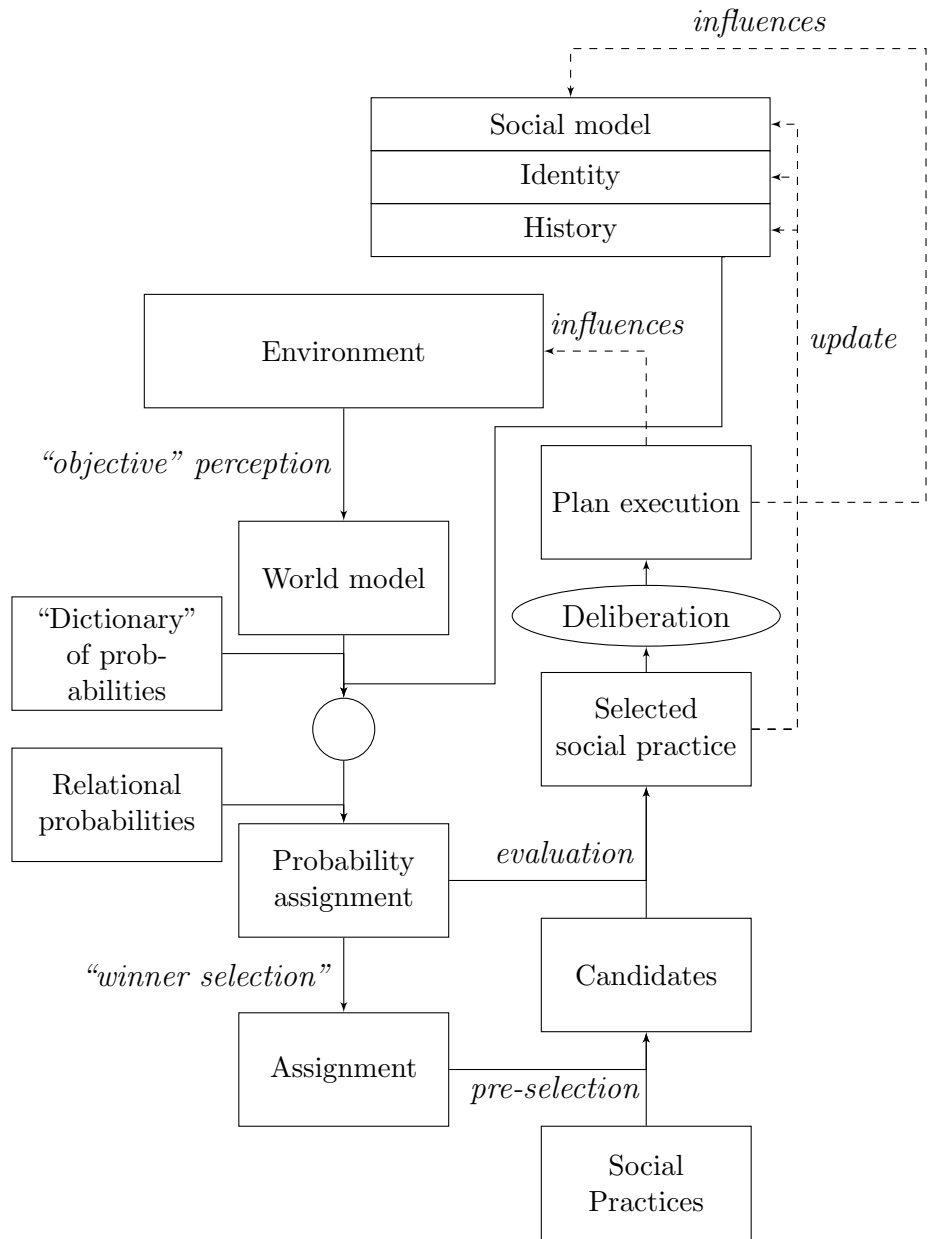 influences
Social model
Identity
History
influences
Environment
update
“objective” perception
Plan execution
World model
“Dictionary”
of prob-
abilities
Deliberation
Selected
social practice
Relational
probabilities
Probability
assignment
evaluation
“winner selection”
Candidates
Assignment
pre-selection
Social
Practices